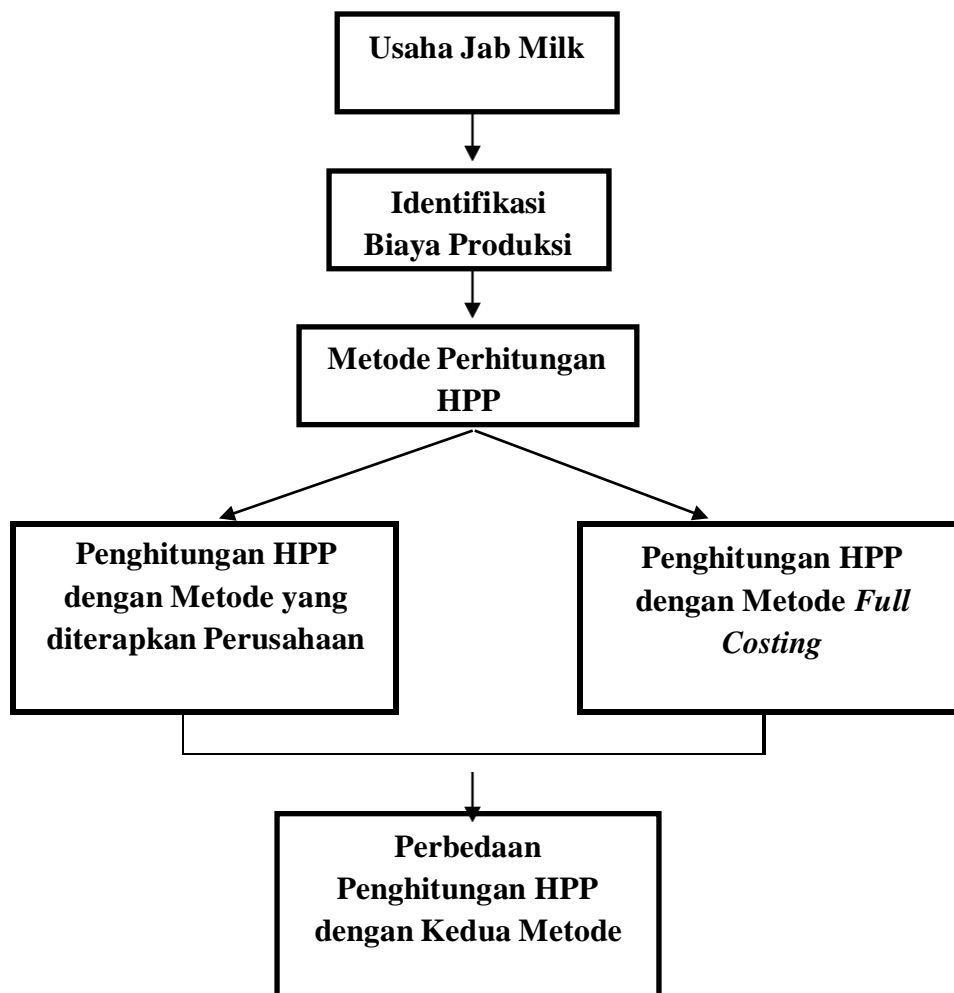 Usaha Jab Milk
Identifikasi
Biaya Produksi
Metode Perhitungan
HPP
Penghitungan HPP
dengan Metode yang
diterapkan Perusahaan
Penghitungan HPP
dengan Metode Full
Costing
Perbedaan
Penghitungan HPP
dengan Kedua Metode